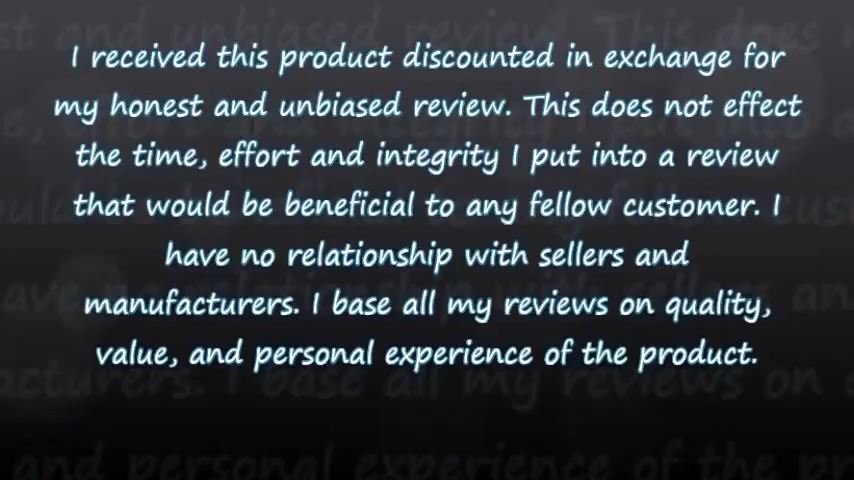 I received this product discounted in exchange for
my honest and unbiased review. This does not effect
the time, effort and integrity I put into a review
that would be beneficial to any fellow customer. I
have no relationship with sellers and
manufacturers. I base all my reviews on quality,
value, and personal experience of the product.